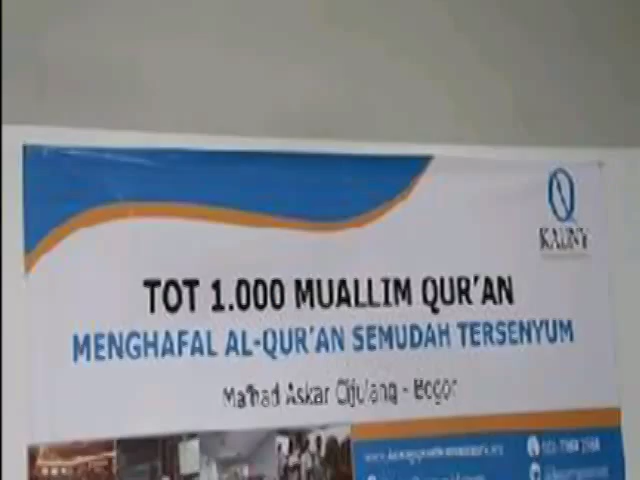 KAUNY
TOT 1.000 MUALLIM QUR'AN
MENGHAFAL AL-QUR'AN SEMUDAH TERSENYUM
Ma'had Askar Cijulang - Bogor